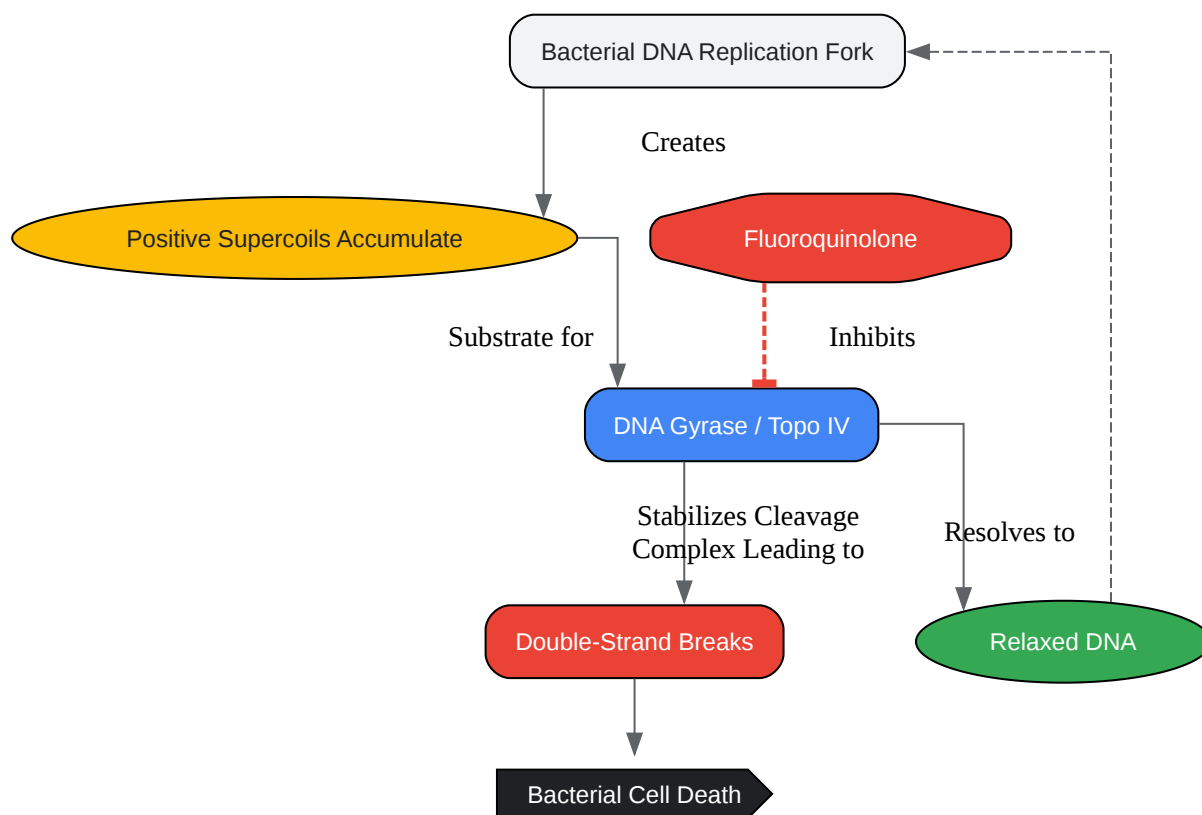 Bacterial DNA Replication Fork
Creates
Positive Supercoils Accumulate
Fluoroquinolone
Substrate for
Inhibits
DNA Gyrase / Topo IV
Stabilizes Cleavage
Complex Leading to
Resolves to
Double-Strand Breaks
Relaxed DNA
Bacterial Cell Death